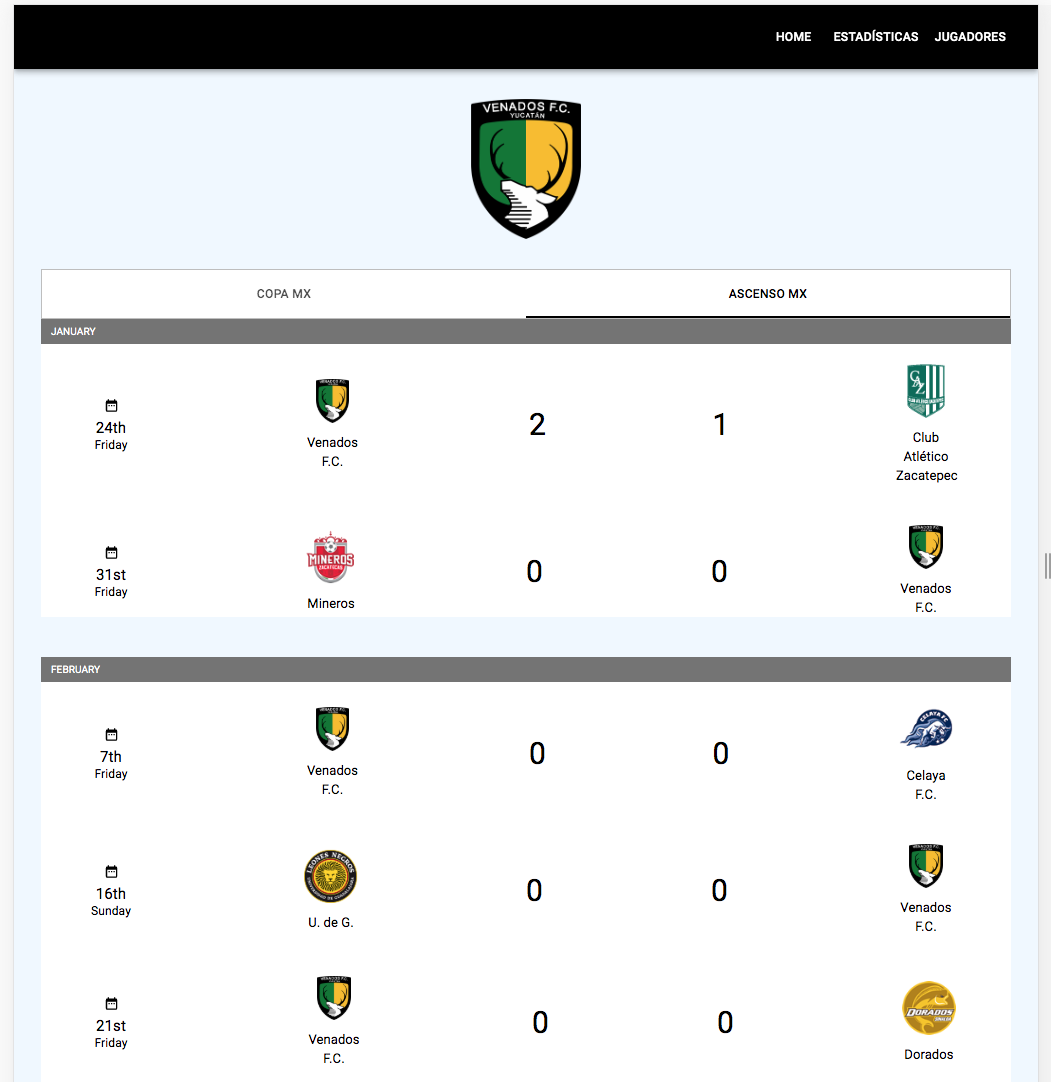 HOME ESTADÍSTICAS JUGADORES
VENADOS F.C.
YUCATÁN
COPA MX ASCENSO MX
JANUARY
24th
Friday
Venados
F.C.
2 1
Club
Atlético
Zacatepec
31st
Friday
MINEROS
ZACATECAS
Mineros
0 0
Venados
F.C.
FEBRUARY
7th
Friday
Venados
F.C.
0 0
CELAYA FC
Celaya
F.C.
16th
Sunday
LEONES NEGROS
U. de G.
0 0
Venados
F.C.
21st
Friday
Venados
F.C.
0 0
DORADOS
Dorados